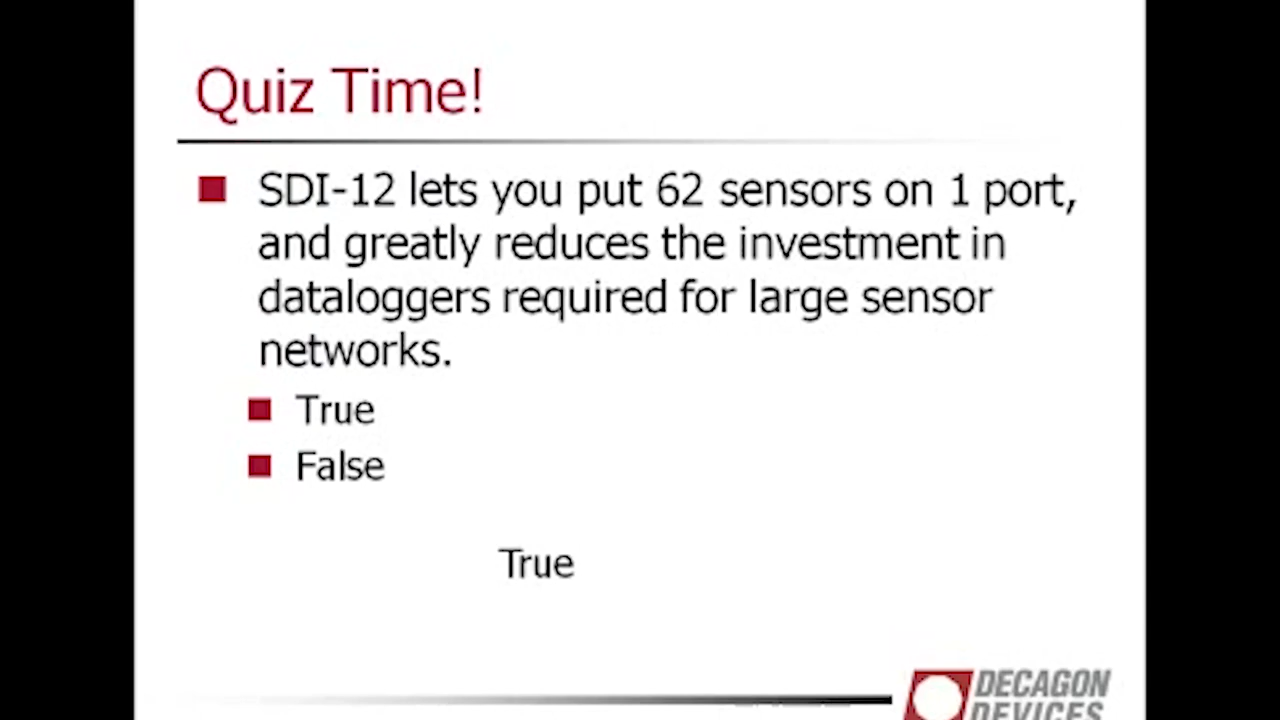 Quiz Time!
SDI-12 lets you put 62 sensors on 1 port,
and greatly reduces the investment in
dataloggers required for large sensor
networks.
True
False
True
DECAGON
DEVICES